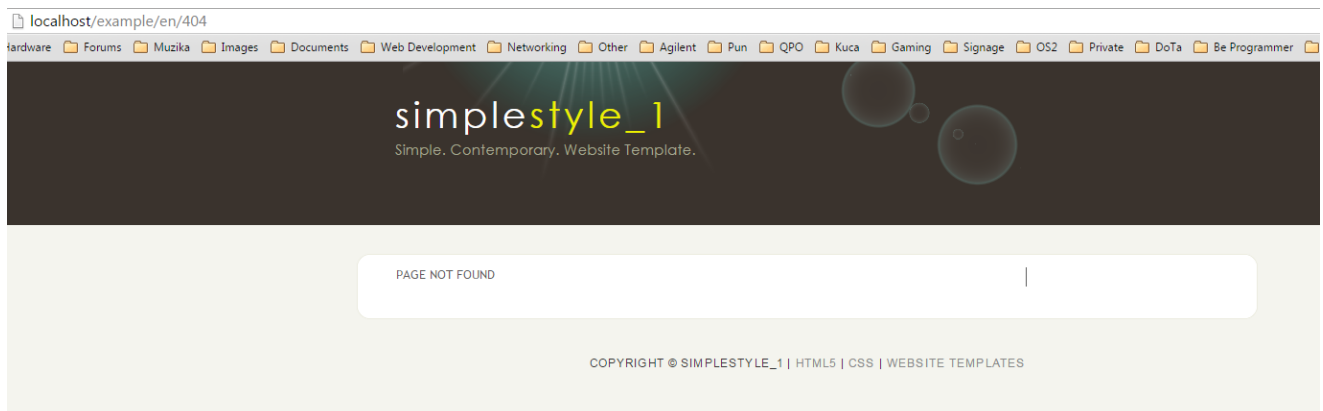 localhost/example/en/404
Hardware Forums Muzika Images Documents Web Development Networking Other Agilent Pun QPO Kuca Gaming Signage OS2 Private DoTa Be Programmer
simplestyle_1
Simple. Contemporary. Website Template.
PAGE NOT FOUND
COPYRIGHT © SIMPLESTYLE_1 | HTML5 | CSS | WEBSITE TEMPLATES